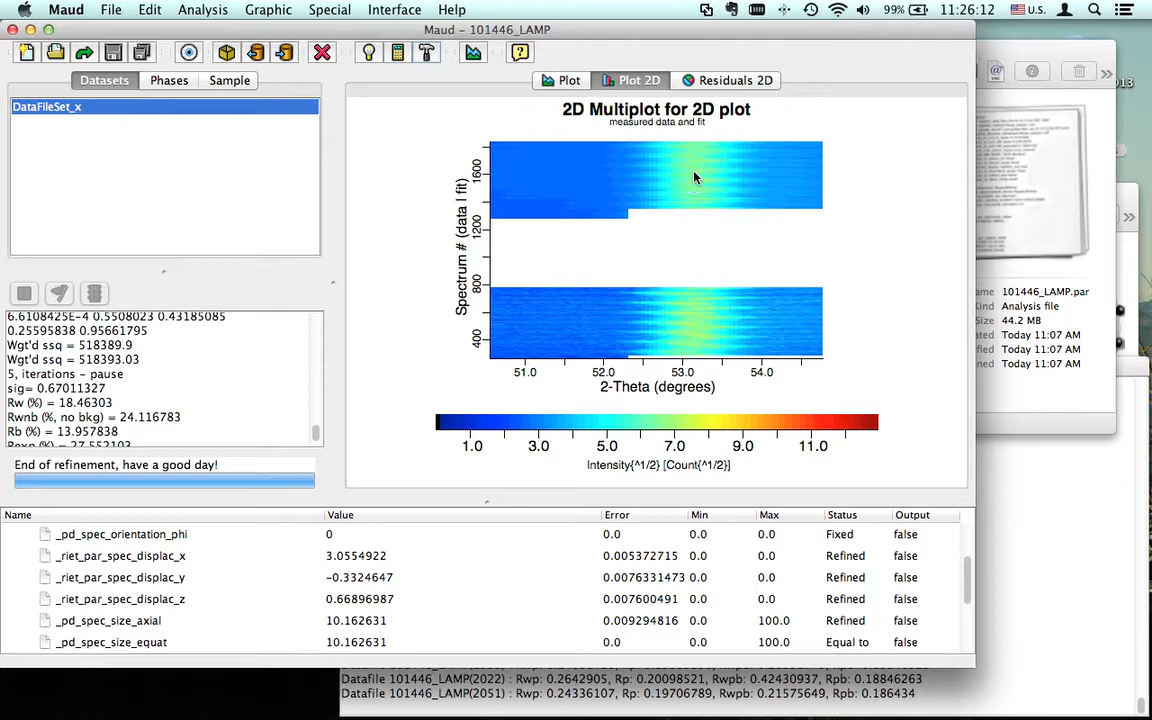 Maud File Edit Analysis Graphic Special Interface Help 99% U.S. 11:26:12
Maud - 101446_LAMP
Datasets Phases Sample
Plot Plot 2D Residuals 2D
DataFileSet_x
2D Multiplot for 2D plot
measured data and fit
Spectrum # (data | fit)
1600
1200
800
400
51.0 52.0 53.0 54.0
2-Theta (degrees)
1.0 3.0 5.0 7.0 9.0 11.0
Intensity{^1/2} [Count{^1/2}]
6.6108425E-4 0.5508023 0.43185085
0.25595838 0.95661795
Wgt'd ssq = 518389.9
Wgt'd ssq = 518393.03
5, iterations - pause
sig= 0.67011327
Rw (%) = 18.46303
Rwnb (%, no bkg) = 24.116783
Rb (%) = 13.957838
Rexp (%) = 27.552103
End of refinement, have a good day!
Name Value Error Min Max Status Output
_pd_spec_orientation_phi 0 0.0 0.0 0.0 Fixed false
_riet_par_spec_displac_x 3.0554922 0.005372715 0.0 0.0 Refined false
_riet_par_spec_displac_y -0.3324647 0.0076331473 0.0 0.0 Refined false
_riet_par_spec_displac_z 0.66896987 0.007600491 0.0 0.0 Refined false
_pd_spec_size_axial 10.162631 0.009294816 0.0 100.0 Refined false
_pd_spec_size_equat 10.162631 0.0 0.0 100.0 Equal to false
Datafile 101446_LAMP(2022) : Rwp: 0.2642905, Rp: 0.20098521, Rwpb: 0.42430937, Rpb: 0.18846263
Datafile 101446_LAMP(2051) : Rwp: 0.24336107, Rp: 0.19706789, Rwpb: 0.21575649, Rpb: 0.186434
013
ame 101446_LAMP.par
Kind Analysis file
Size 44.2 MB
ated Today 11:07 AM
fied Today 11:07 AM
ned Today 11:07 AM